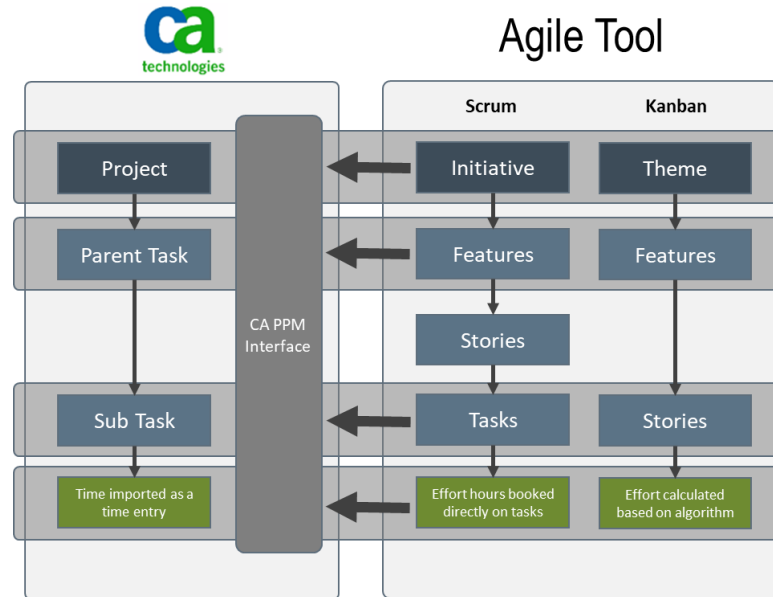 ca
technologies
Agile Tool
Scrum
Kanban
Project
Initiative
Theme
Parent Task
Features
Features
CA PPM
Interface
Stories
Sub Task
Tasks
Stories
Time imported as a
time entry
Effort hours booked
directly on tasks
Effort calculated
based on algorithm